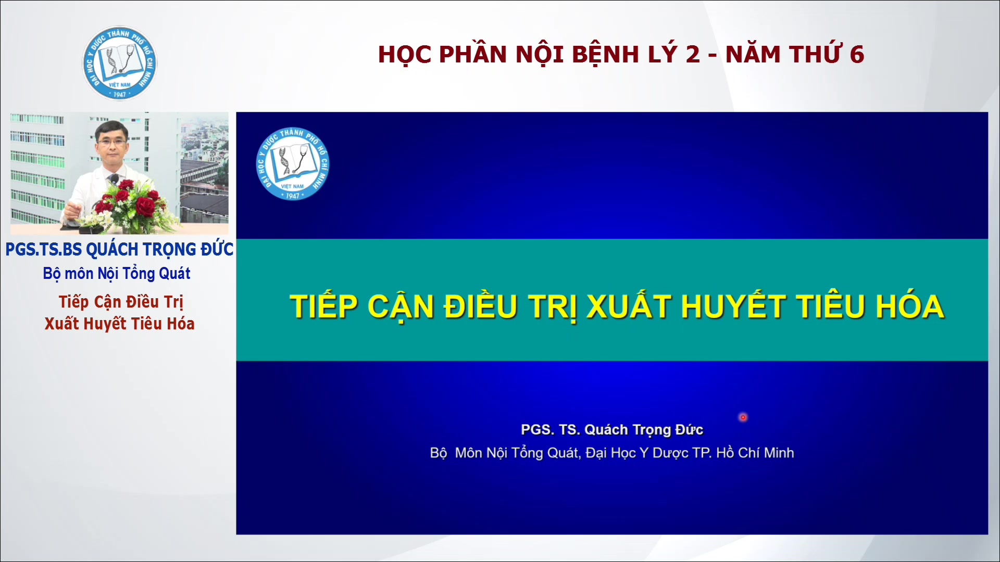 ĐẠI HỌC Y DƯỢC THÀNH PHỐ HỒ CHÍ MINH
VIỆT NAM
1947
HỌC PHẦN NỘI BỆNH LÝ 2 - NĂM THỨ 6
PGS.TS.BS QUÁCH TRỌNG ĐỨC
Bộ môn Nội Tổng Quát
Tiếp Cận Điều Trị
Xuất Huyết Tiêu Hóa
ĐẠI HỌC Y DƯỢC THÀNH PHỐ HỒ CHÍ MINH
VIỆT NAM
1947
TIẾP CẬN ĐIỀU TRỊ XUẤT HUYẾT TIÊU HÓA
PGS. TS. Quách Trọng Đức
Bộ Môn Nội Tổng Quát, Đại Học Y Dược TP. Hồ Chí Minh